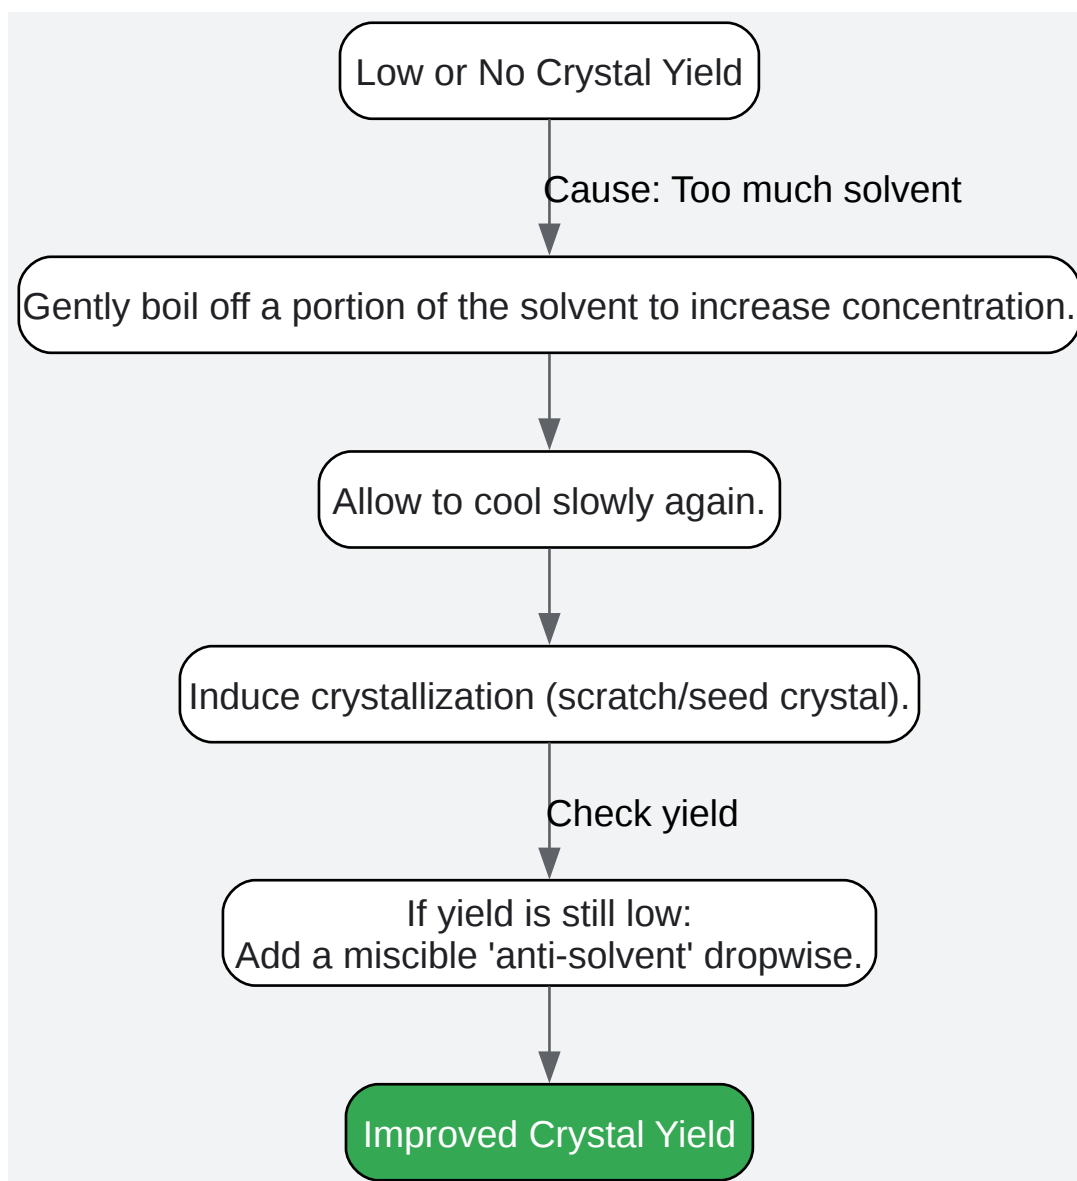 Low or No Crystal Yield
Cause: Too much solvent
Gently boil off a portion of the solvent to increase concentration.
Allow to cool slowly again.
Induce crystallization (scratch/seed crystal).
Check yield
If yield is still low:
Add a miscible 'anti-solvent' dropwise.
Improved Crystal Yield